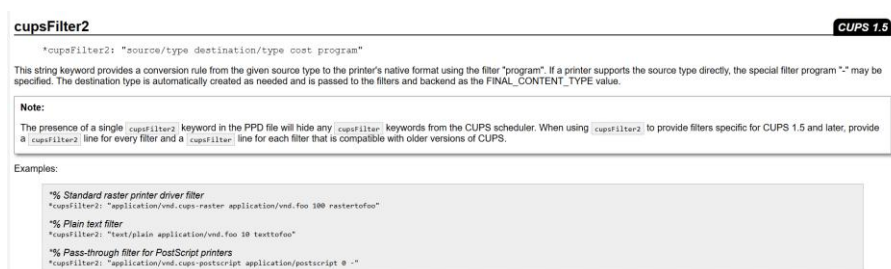 cupsFilter2
CUPS 1.5
*cupsFilter2: "source/type destination/type cost program"
This string keyword provides a conversion rule from the given source type to the printer's native format using the filter "program". If a printer supports the source type directly, the special filter program "-" may be
specified. The destination type is automatically created as needed and is passed to the filters and backend as the FINAL_CONTENT_TYPE value.
Note:
The presence of a single cupsFilter2 keyword in the PPD file will hide any cupsFilter keywords from the CUPS scheduler. When using cupsFilter2 to provide filters specific for CUPS 1.5 and later, provide
a cupsFilter2 line for every filter and a cupsFilter line for each filter that is compatible with older versions of CUPS.
Examples:
*% Standard raster printer driver filter
*cupsFilter2: "application/vnd.cups-raster application/vnd.foo 100 rastertofoo"
*% Plain text filter
*cupsFilter2: "text/plain application/vnd.foo 10 texttofoo"
*% Pass-through filter for PostScript printers
*cupsFilter2: "application/vnd.cups-postscript application/postscript 0 -"